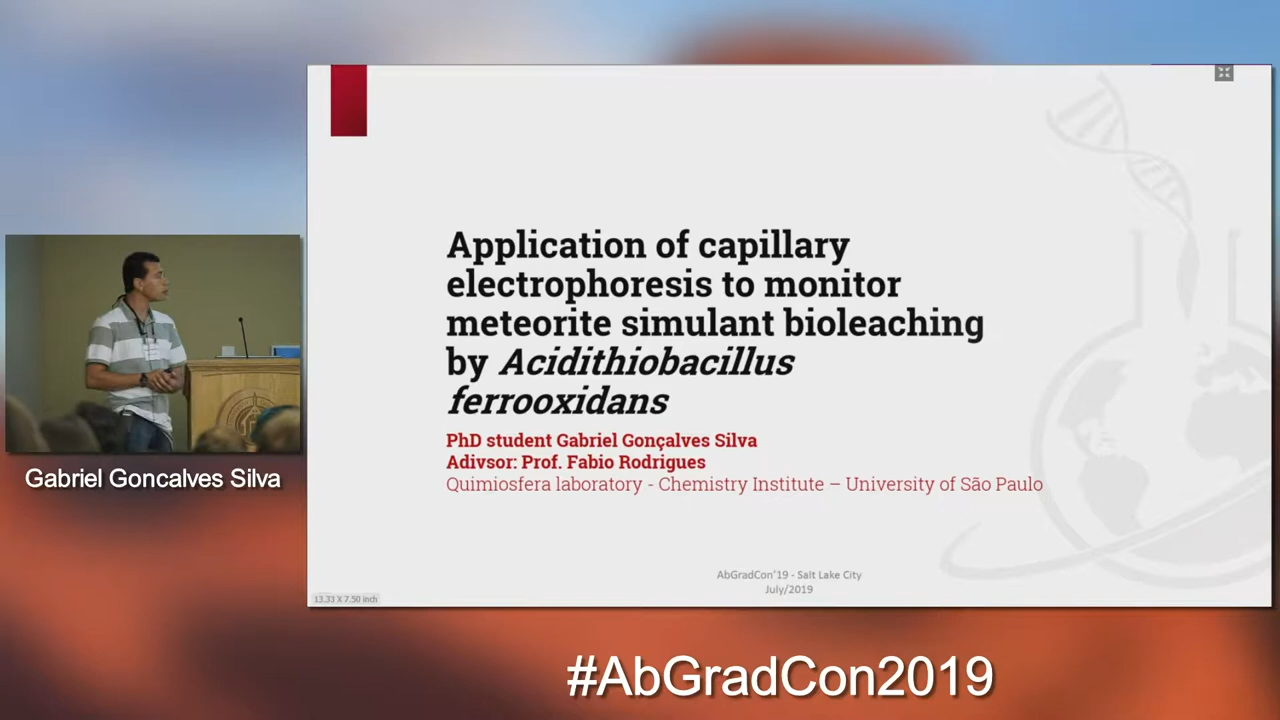 Application of capillary
electrophoresis to monitor
meteorite simulant bioleaching
by Acidithiobacillus
ferrooxidans
PhD student Gabriel Gonçalves Silva
Adivsor: Prof. Fabio Rodrigues
Quimiosfera laboratory - Chemistry Institute – University of São Paulo
AbGradCon'19 - Salt Lake City
July/2019
13.33 X 7.50 inch
Gabriel Goncalves Silva
#AbGradCon2019